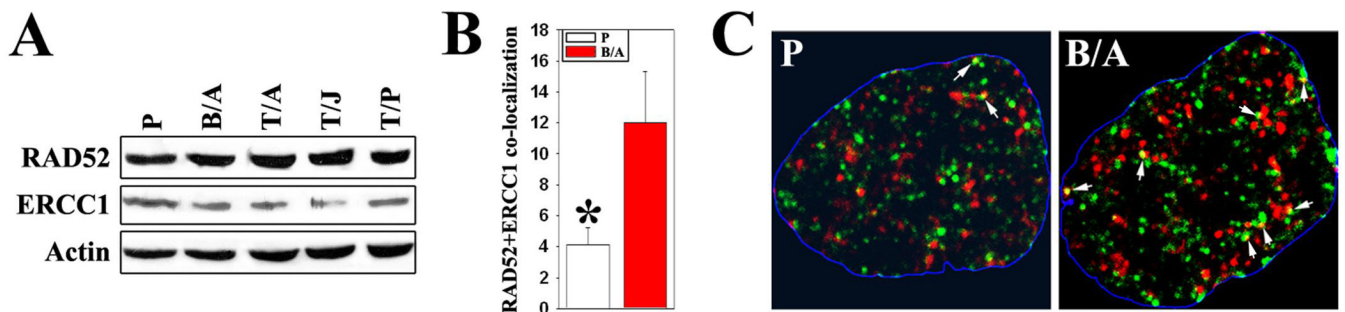 A
P
B/A
T/A
T/J
T/P
RAD52
ERCC1
Actin
B
RAD52+ERCC1 co-localization
18
16
14
12
10
8
6
4
2
0
P
B/A
*
C
P
B/A